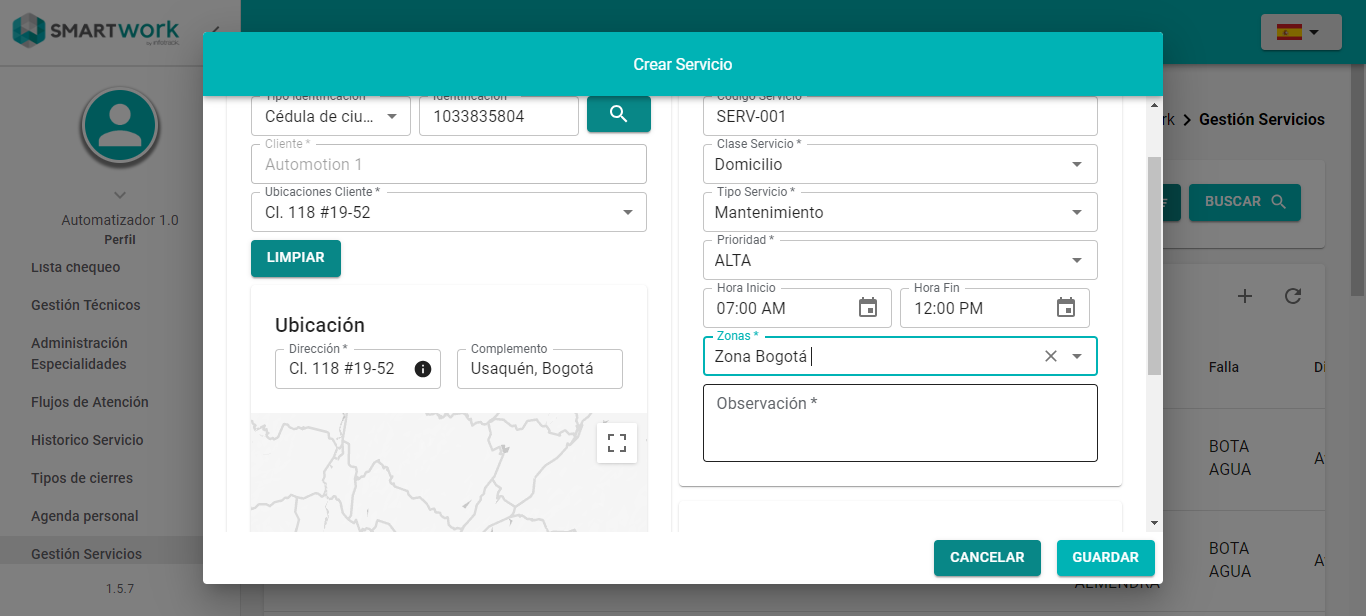 SMARTWORK
by infotrack
Crear Servicio
rk > Gestión Servicios
Automatizador 1.0
Perfil
Lista chequeo
Gestión Técnicos
Administración
Especialidades
Flujos de Atención
Historico Servicio
Tipos de cierres
Agenda personal
Gestión Servicios
1.5.7
Tipo Identificación
Cédula de ciu...
Identificación
1033835804
Cliente *
Automotion 1
Ubicaciones Cliente *
Cl. 118 #19-52
LIMPIAR
Ubicación
Dirección *
Cl. 118 #19-52
Complemento
Usaquén, Bogotá
Código Servicio
SERV-001
Clase Servicio *
Domicilio
Tipo Servicio *
Mantenimiento
Prioridad *
ALTA
Hora Inicio
07:00 AM
Hora Fin
12:00 PM
Zonas *
Zona Bogotá
Observación *
CANCELAR
GUARDAR
BUSCAR
Falla
Di
BOTA
AGUA
A
BOTA
AGUA
A
ALMENDRA